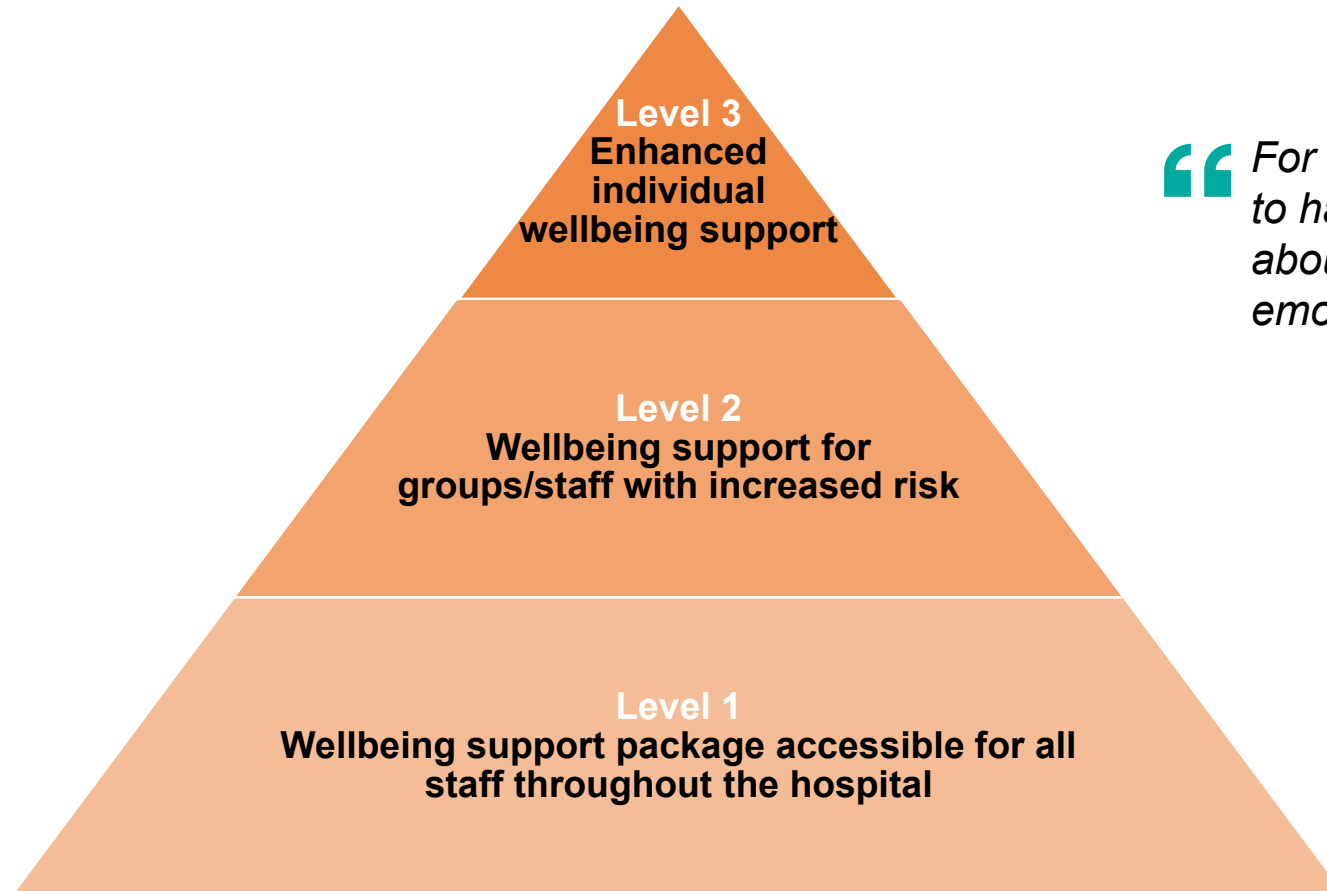 Level 3
Enhanced
individual
wellbeing support
“ For
to ha
abou
emo
Level 2
Wellbeing support for
groups/staff with increased risk
Level 1
Wellbeing support package accessible for all
staff throughout the hospital